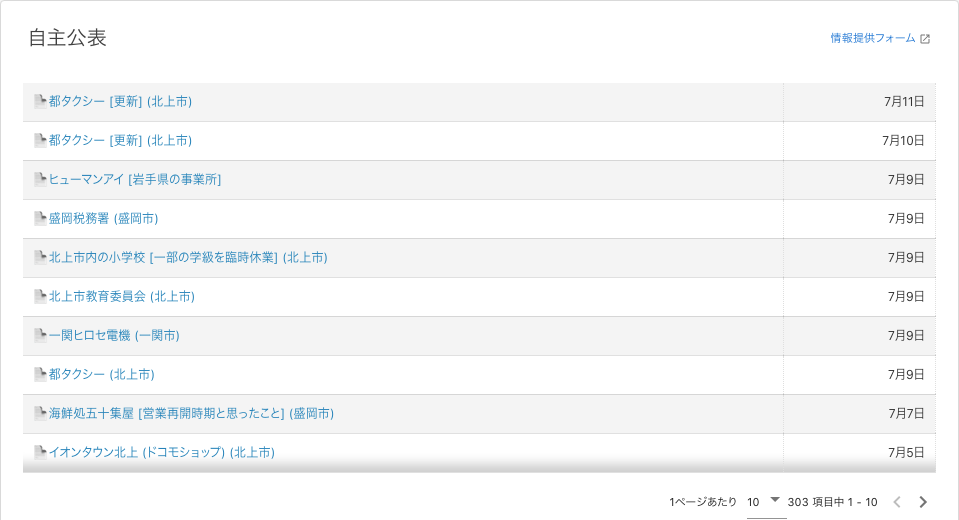 自主公表
情報提供フォーム
都タクシー [更新] (北上市) 7月11日
都タクシー [更新] (北上市) 7月10日
ヒューマンアイ [岩手県の事業所] 7月9日
盛岡税務署 (盛岡市) 7月9日
北上市内の小学校 [一部の学級を臨時休業] (北上市) 7月9日
北上市教育委員会 (北上市) 7月9日
一関ヒロセ電機 (一関市) 7月9日
都タクシー (北上市) 7月9日
海鮮処五十集屋 [営業再開時期と思ったこと] (盛岡市) 7月7日
イオンタウン北上 (ドコモショップ) (北上市) 7月5日
1ページあたり 10 303 項目中 1 - 10